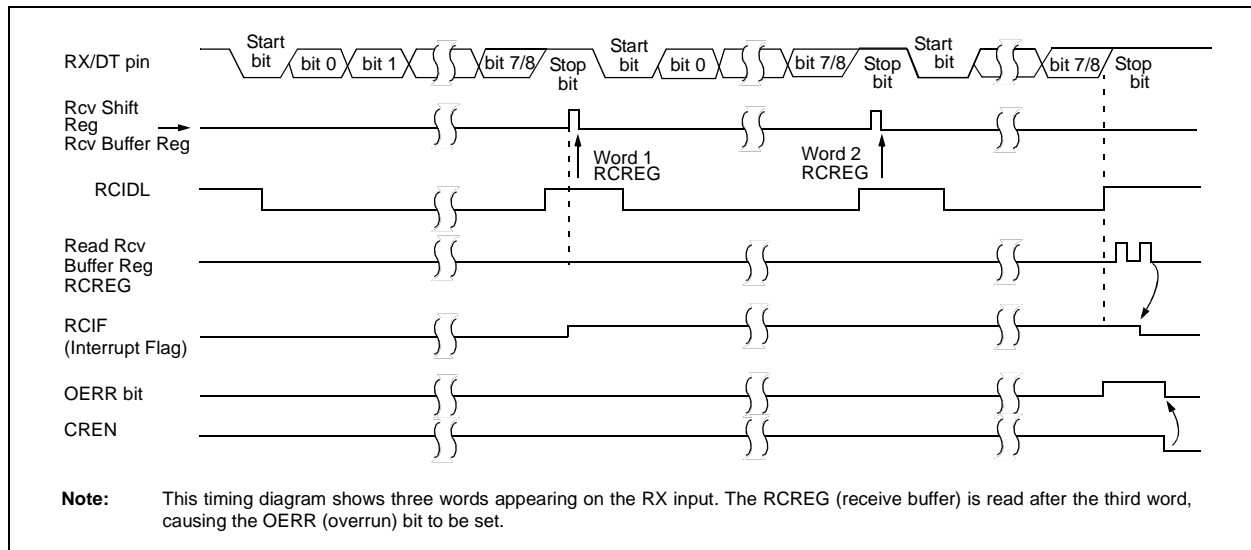 RX/DT pin
Start bit
bit 0
bit 1
bit 7/8
Stop bit
Start bit
bit 0
bit 7/8
Stop bit
Start bit
bit 7/8
Stop bit
Rcv Shift
Reg
Rcv Buffer Reg
Word 1
RCREG
Word 2
RCREG
RCIDL
Read Rcv
Buffer Reg
RCREG
RCIF
(Interrupt Flag)
OERR bit
CREN
Note: This timing diagram shows three words appearing on the RX input. The RCREG (receive buffer) is read after the third word,
causing the OERR (overrun) bit to be set.